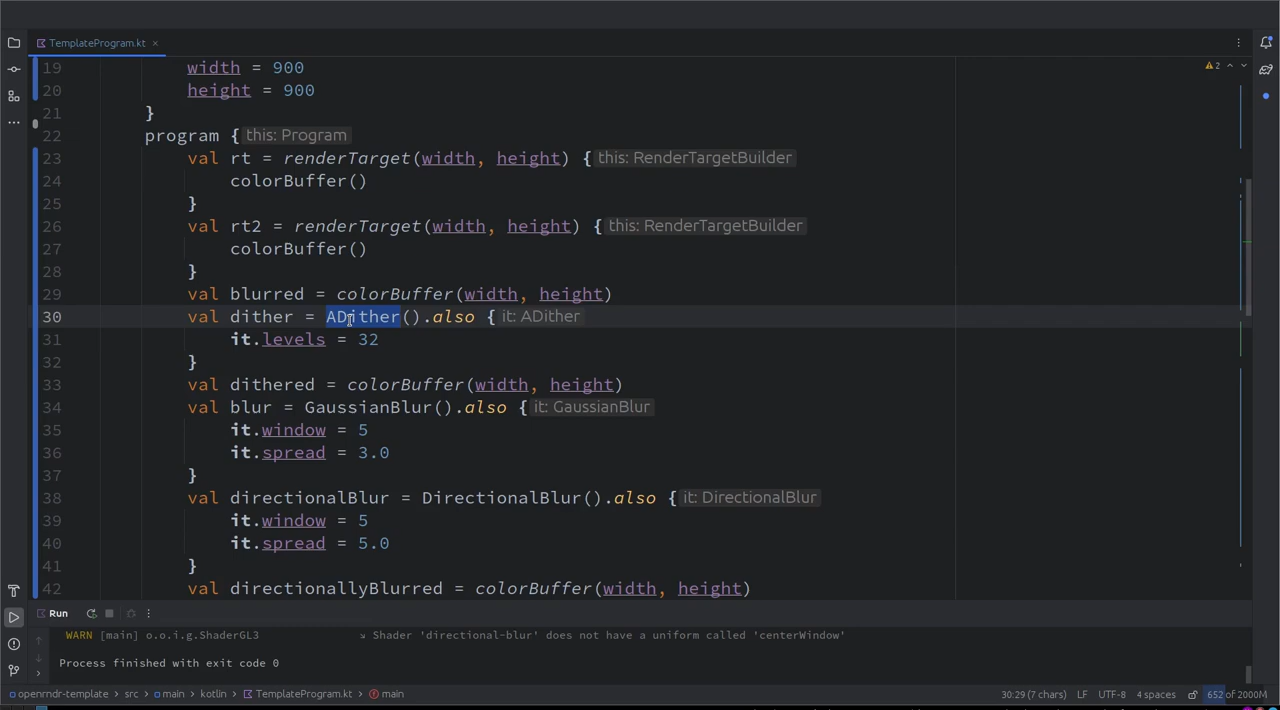 TemplateProgram.kt
19 width = 900
20 height = 900
21 }
22 program { this: Program
23 val rt = renderTarget(width, height) { this: RenderTargetBuilder
24 colorBuffer()
25 }
26 val rt2 = renderTarget(width, height) { this: RenderTargetBuilder
27 colorBuffer()
28 }
29 val blurred = colorBuffer(width, height)
30 val dither = ADither().also { it: ADither
31 it.levels = 32
32 }
33 val dithered = colorBuffer(width, height)
34 val blur = GaussianBlur().also { it: GaussianBlur
35 it.window = 5
36 it.spread = 3.0
37 }
38 val directionalBlur = DirectionalBlur().also { it: DirectionalBlur
39 it.window = 5
40 it.spread = 5.0
41 }
42 val directionallyBlurred = colorBuffer(width, height)
2
Run
WARN [main] o.o.i.g.ShaderGL3 ↘ Shader 'directional-blur' does not have a uniform called 'centerWindow'
Process finished with exit code 0
openrndr-template > src > main > kotlin > TemplateProgram.kt > main 30:29 (7 chars) LF UTF-8 4 spaces 652 of 2000M